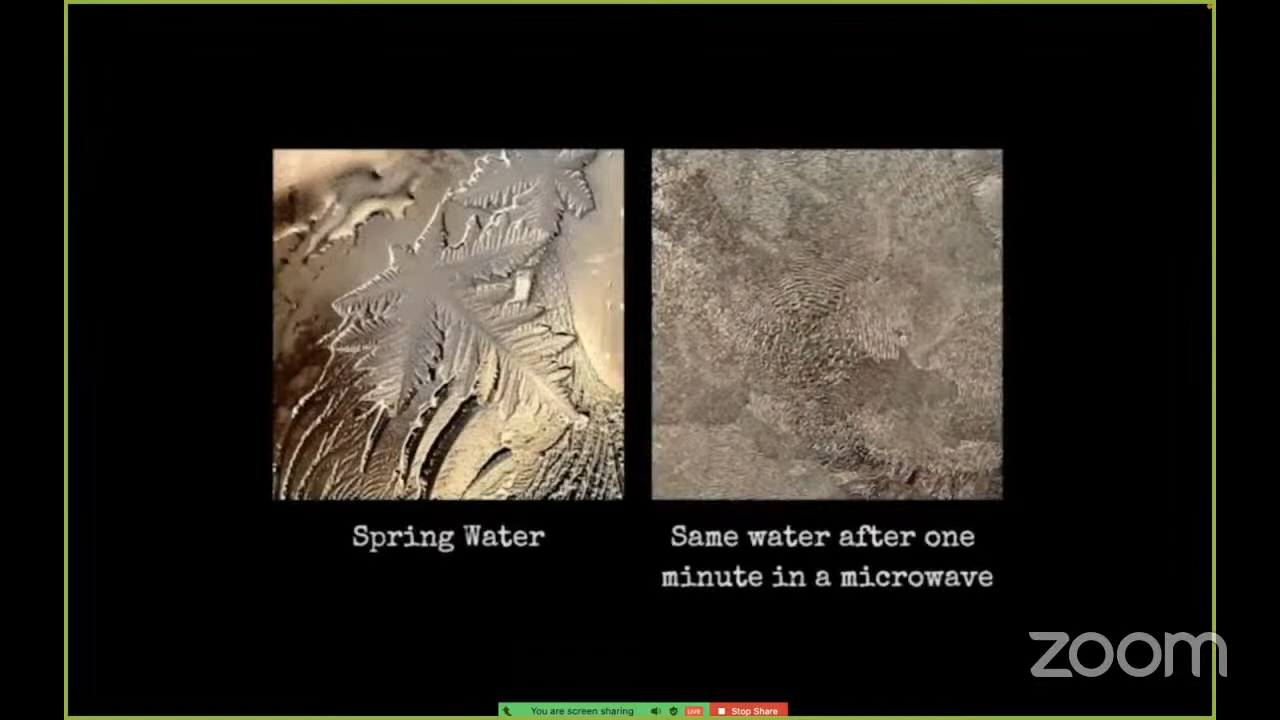 Spring Water
Same water after one
minute in a microwave
zoom
You are screen sharing
LIVE
Stop Share